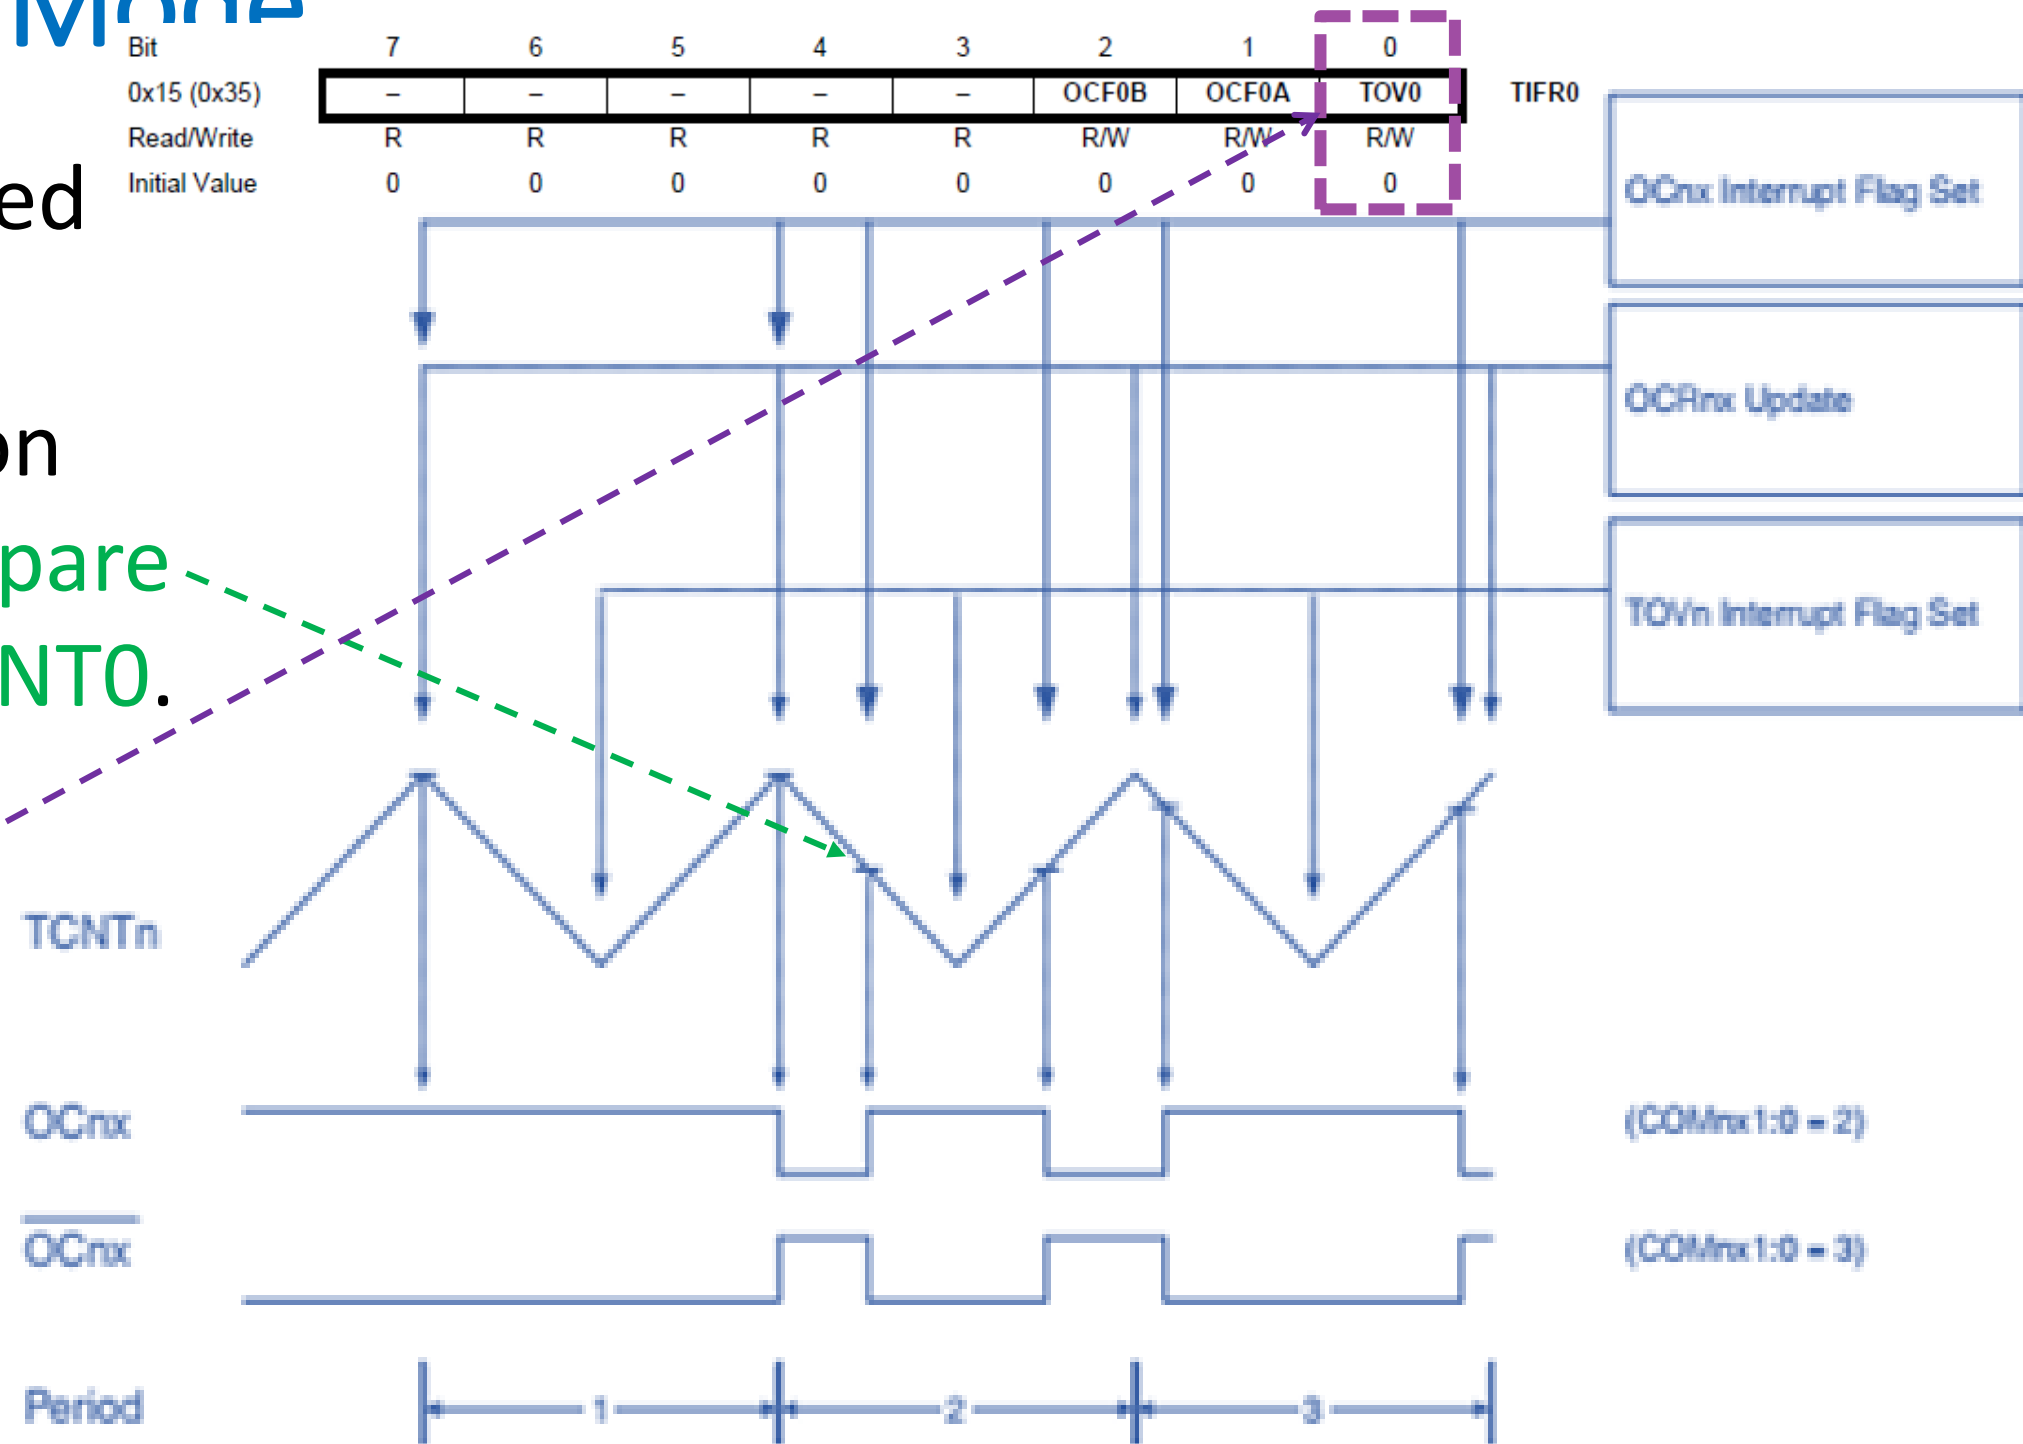 Mode
Bit 7 6 5 4 3 2 1 0
0x15 (0x35) – – – – – OCF0B OCF0A TOV0 TIFR0
Read/Write R R R R R R/W R/W R/W
Initial Value 0 0 0 0 0 0 0 0
ed
OCnx Interrupt Flag Set
OCRnx Update
on
pare
TOVn Interrupt Flag Set
NT0.
TCNTn
OCnx (COMnx1:0 = 2)
OCnx (COMnx1:0 = 3)
Period 1 2 3